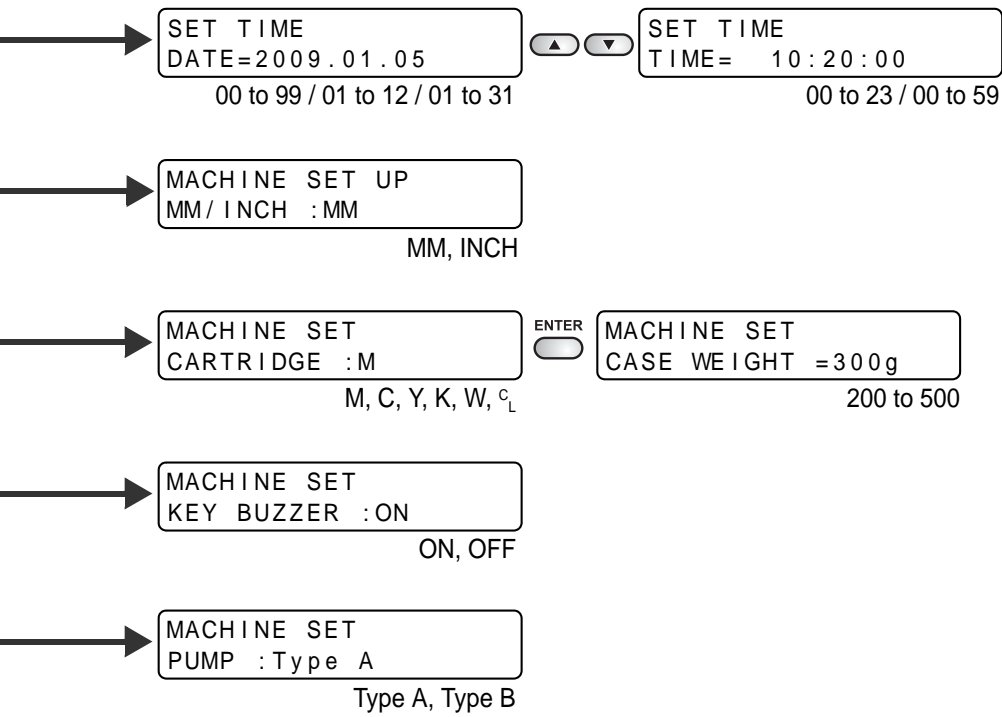 SET TIME
DATE=2009.01.05
00 to 99 / 01 to 12 / 01 to 31
SET TIME
TIME= 10:20:00
00 to 23 / 00 to 59
MACHINE SET UP
MM/INCH :MM
MM, INCH
MACHINE SET
CARTRIDGE :M
M, C, Y, K, W, CL
ENTER
MACHINE SET
CASE WEIGHT =300g
200 to 500
MACHINE SET
KEY BUZZER :ON
ON, OFF
MACHINE SET
PUMP :Type A
Type A, Type B